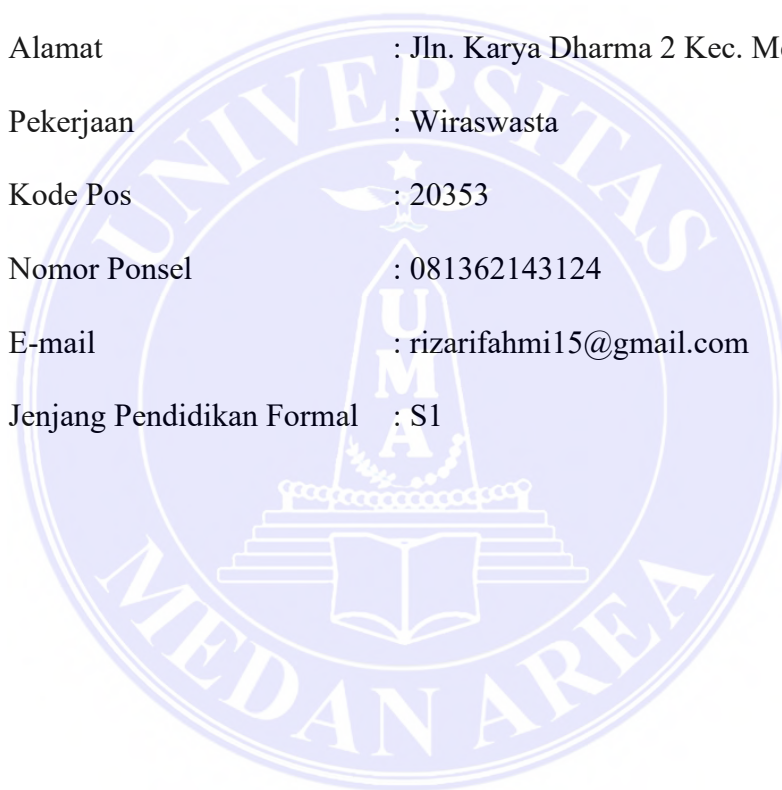 Alamat : Jln. Karya Dharma 2 Kec.
Pekerjaan : Wiraswasta
Kode Pos : 20353
Nomor Ponsel : 081362143124
E-mail : rizarifahmi15@gmail.com
Jenjang Pendidikan Formal : S1
UNIVERSITAS
UMA
MEDAN AREA